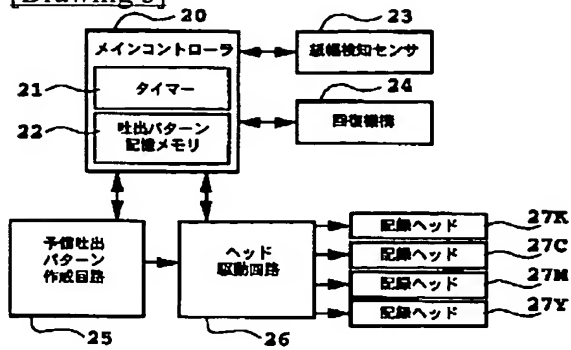 [Drawing 3]
20
メインコントローラ
23
紙幅検知センサ
21
タイマー
24
回復機構
22
吐出パターン
記憶メモリ
予備吐出
パターン
作成回路
25
ヘッド
駆動回路
26
記録ヘッド
27K
記録ヘッド
27C
記録ヘッド
27M
記録ヘッド
27Y